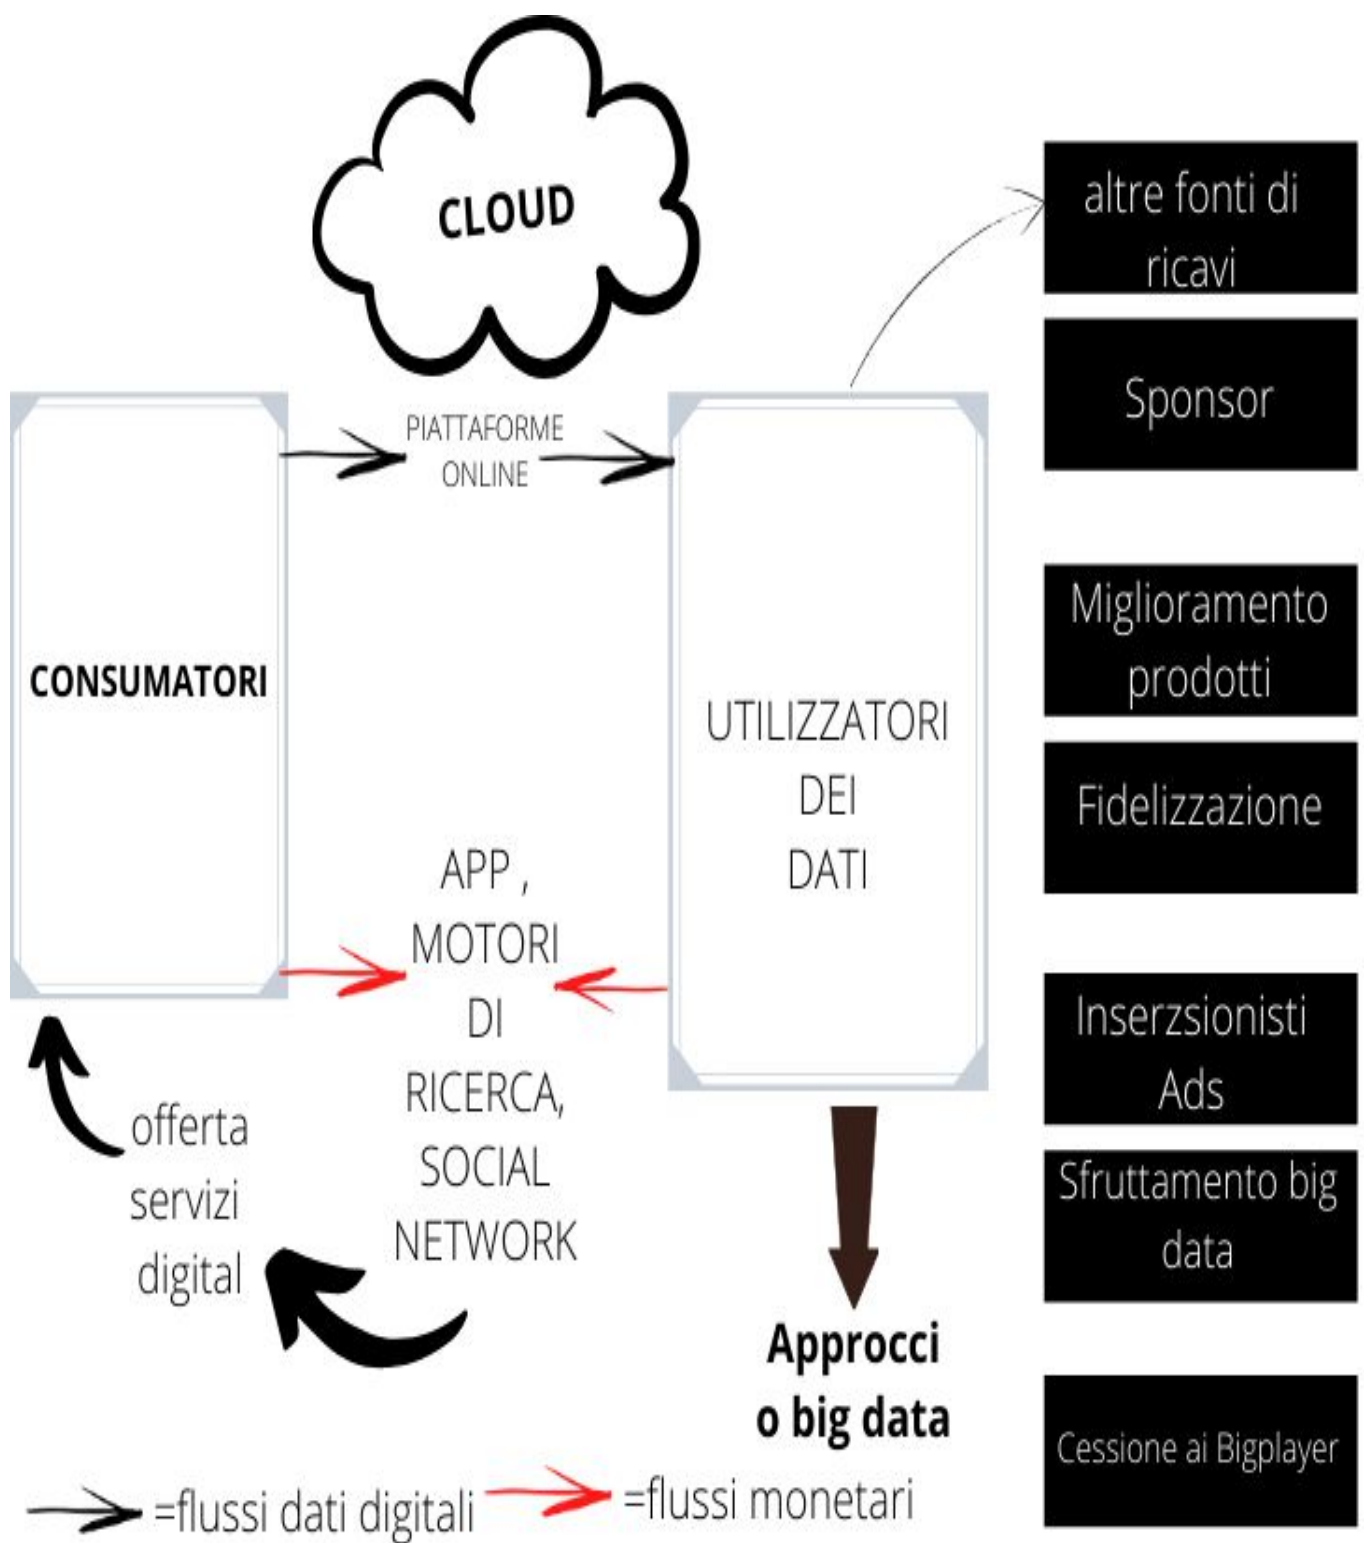 CLOUD
altre fonti di
ricavi
Sponsor
PIATTAFORME
ONLINE
CONSUMATORI
UTILIZZATORI
DEI
DATI
Miglioramento
prodotti
Fidelizzazione
APP ,
MOTORI
DI
RICERCA,
SOCIAL
NETWORK
Inserzsionisti
Ads
offerta
servizi
digital
Sfruttamento big
data
Approcci
o big data
Cessione ai Bigplayer
=flussi dati digitali
=flussi monetari